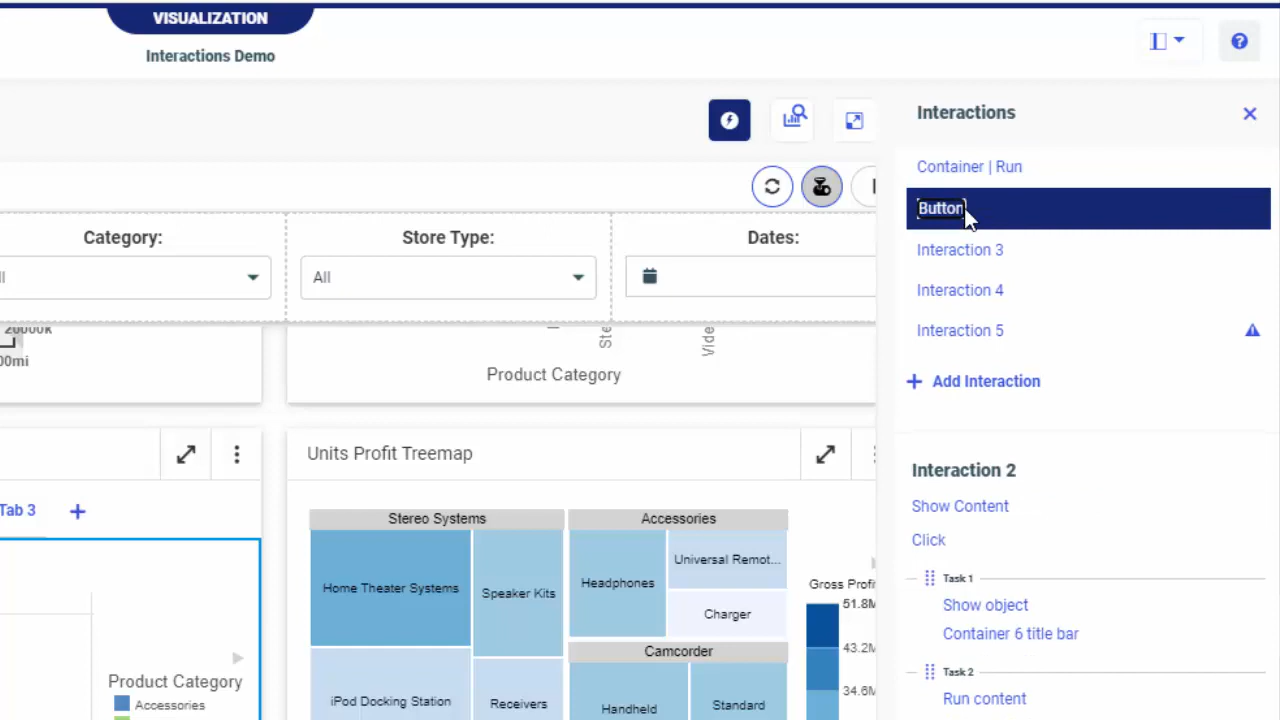 VISUALIZATION
Interactions Demo
Interactions
Container | Run
Button
Interaction 3
Interaction 4
Interaction 5
Add Interaction
Category:
Store Type:
Dates:
All
20000k
00mi
Product Category
Units Profit Treemap
Tab 3
Stereo Systems
Accessories
Home Theater Systems
Speaker Kits
Headphones
Universal Remot...
Charger
Camcorder
iPod Docking Station
Receivers
Handheld
Standard
Gross Profi
51.8M
43.2M
34.6M
Product Category
Accessories
Interaction 2
Show Content
Click
Task 1
Show object
Container 6 title bar
Task 2
Run content